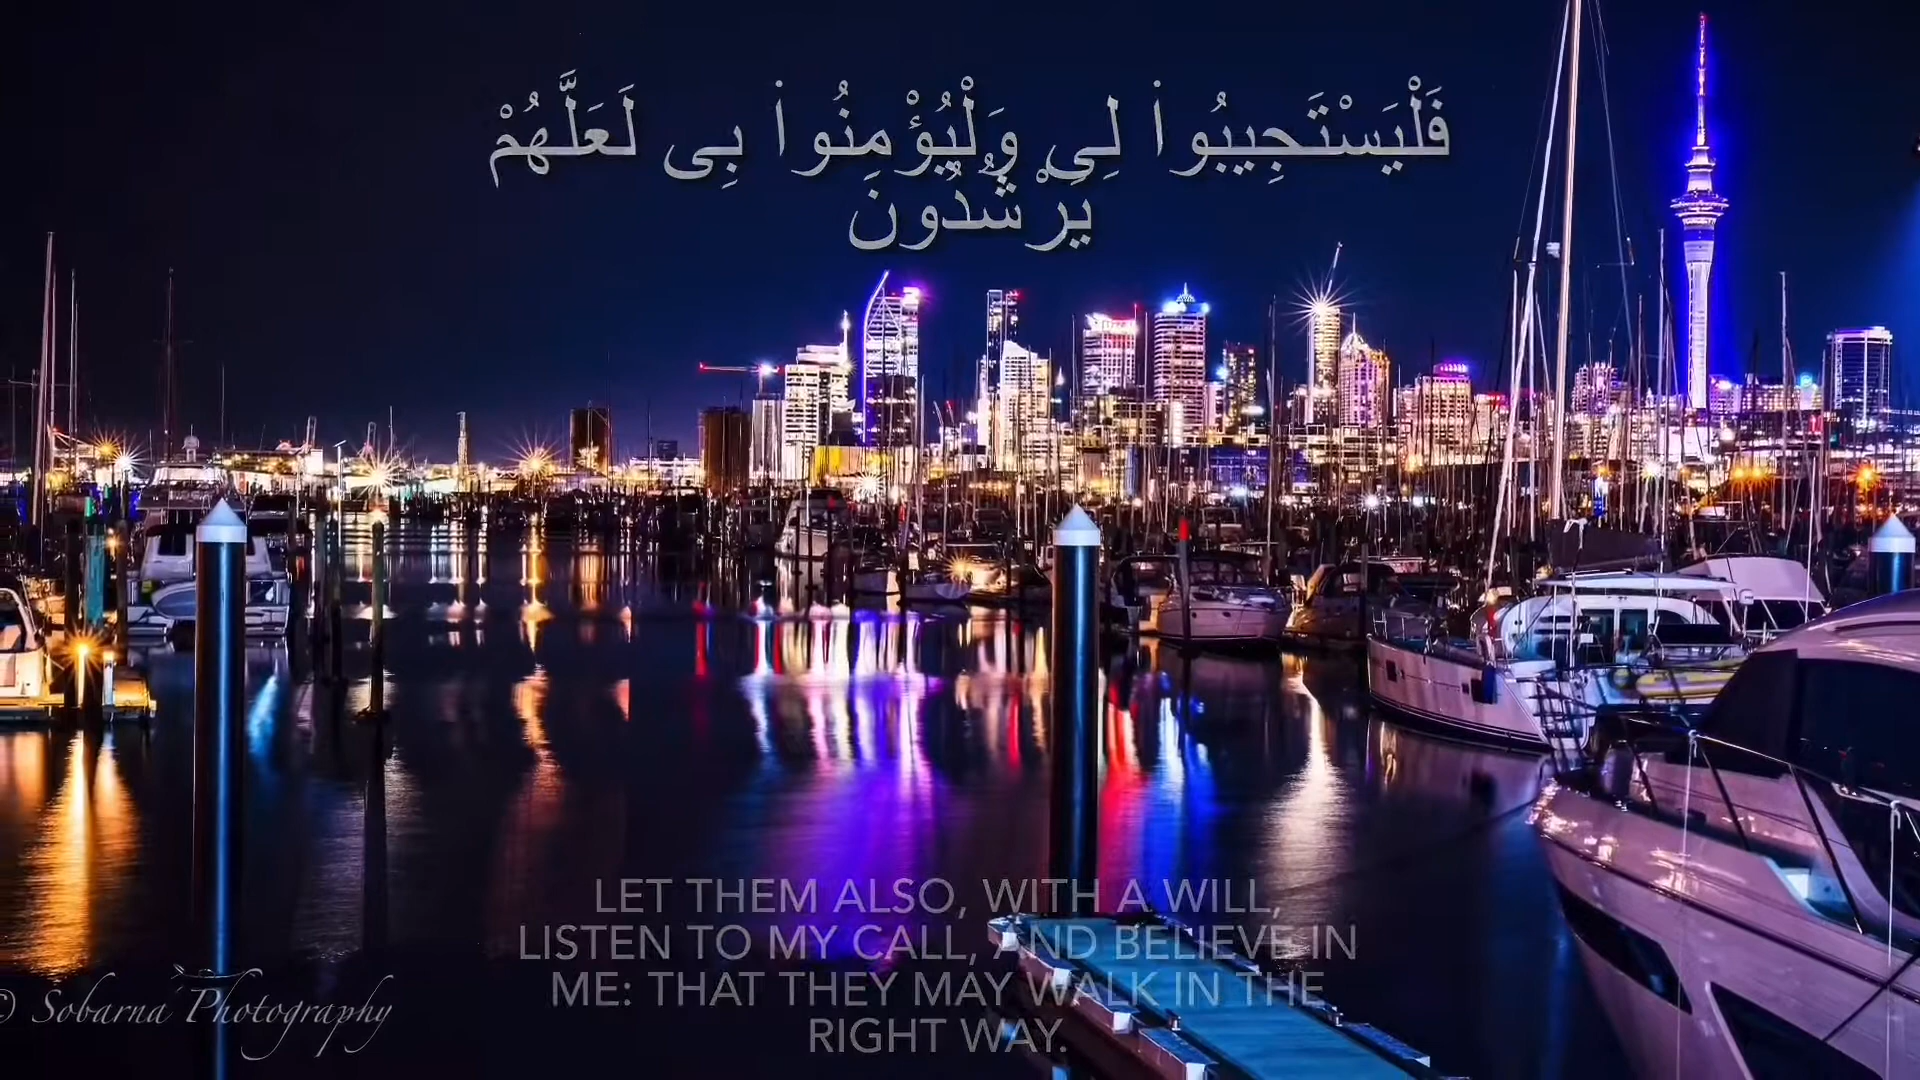 فَلْيَسْتَجِيبُوا۟ لِى وَلْيُؤْمِنُوا۟ بِى لَعَلَّهُمْ
يَرْشُدُونَ
LET THEM ALSO, WITH A WILL,
LISTEN TO MY CALL, AND BELIEVE IN
ME: THAT THEY MAY WALK IN THE
RIGHT WAY.
© Sobarna Photography